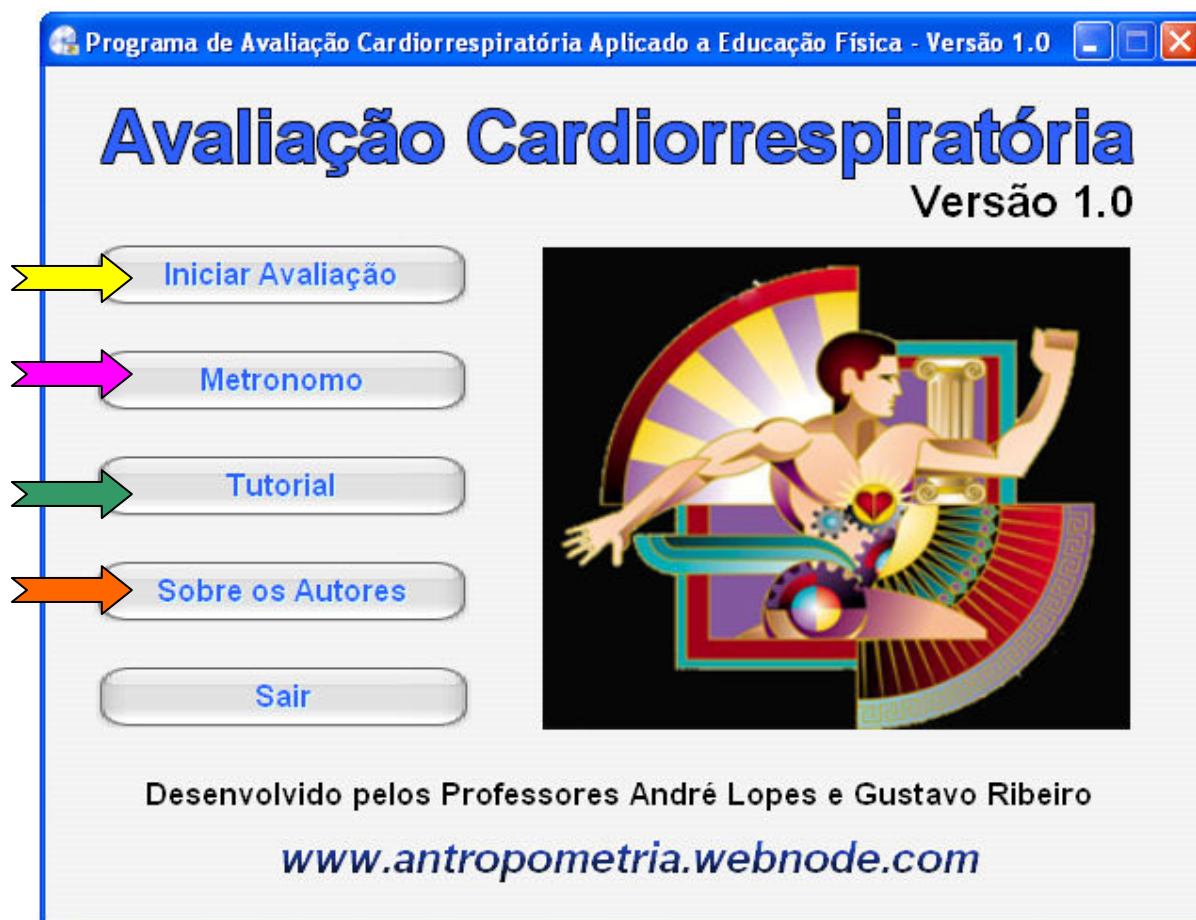 Programa de Avaliação Cardiorrespiratória Aplicado a Educação Física - Versão 1.0
Avaliação Cardiorrespiratória
Versão 1.0
Iniciar Avaliação
Metronomo
Tutorial
Sobre os Autores
Sair
Desenvolvido pelos Professores André Lopes e Gustavo Ribeiro
www.antropometria.webnode.com